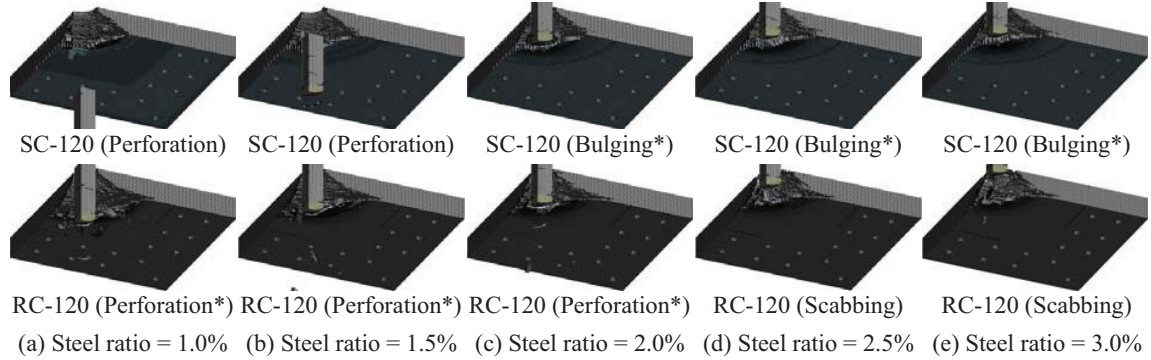 SC-120 (Perforation) SC-120 (Perforation) SC-120 (Bulging*) SC-120 (Bulging*) SC-120 (Bulging*)
RC-120 (Perforation*) RC-120 (Perforation*) RC-120 (Perforation*) RC-120 (Scabbing) RC-120 (Scabbing)
(a) Steel ratio = 1.0% (b) Steel ratio = 1.5% (c) Steel ratio = 2.0% (d) Steel ratio = 2.5% (e) Steel ratio = 3.0%